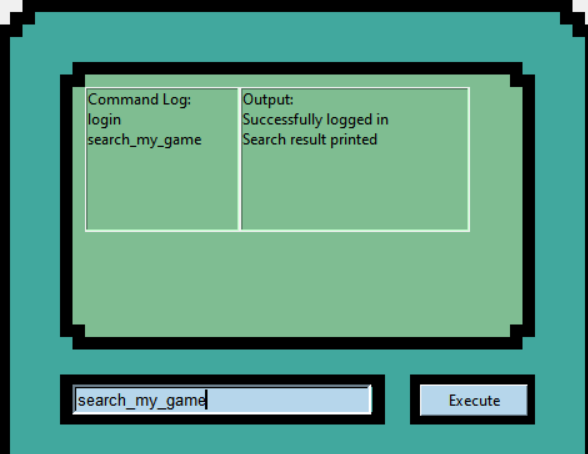 Command Log:
login
search_my_game
Output:
Successfully logged in
Search result printed
search_my_game
Execute